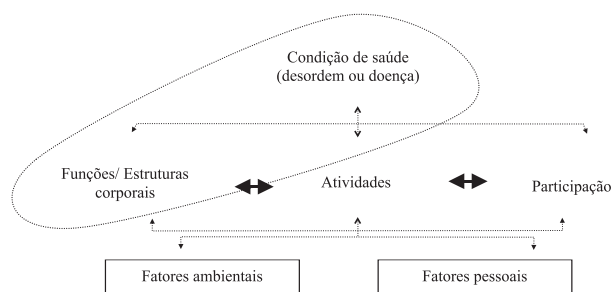 Condição de saúde
(desordem ou doença)
Funções/ Estruturas
corporais
Atividades
Participação
Fatores ambientais
Fatores pessoais